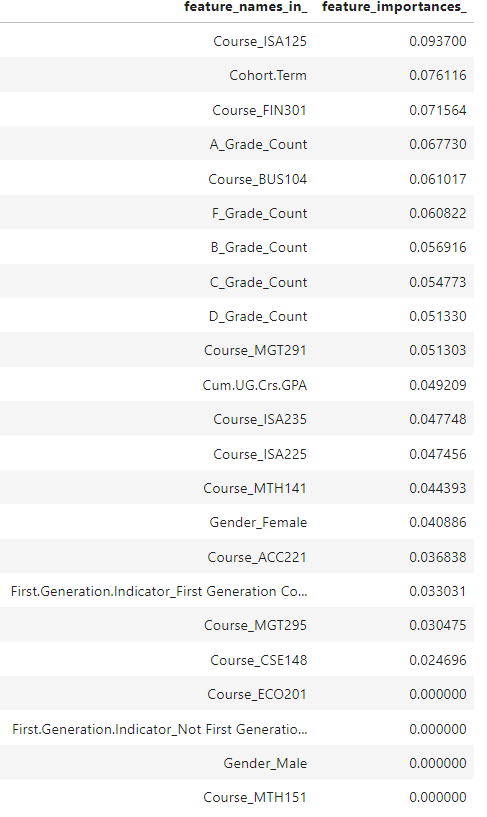 feature_names_in_ feature_importances_
Course_ISA125 0.093700
Cohort.Term 0.076116
Course_FIN301 0.071564
A_Grade_Count 0.067730
Course_BUS104 0.061017
F_Grade_Count 0.060822
B_Grade_Count 0.056916
C_Grade_Count 0.054773
D_Grade_Count 0.051330
Course_MGT291 0.051303
Cum.UG.Crs.GPA 0.049209
Course_ISA235 0.047748
Course_ISA225 0.047456
Course_MTH141 0.044393
Gender_Female 0.040886
Course_ACC221 0.036838
First.Generation.Indicator_First Generation Co... 0.033031
Course_MGT295 0.030475
Course_CSE148 0.024696
Course_ECO201 0.000000
First.Generation.Indicator_Not First Generatio... 0.000000
Gender_Male 0.000000
Course_MTH151 0.000000